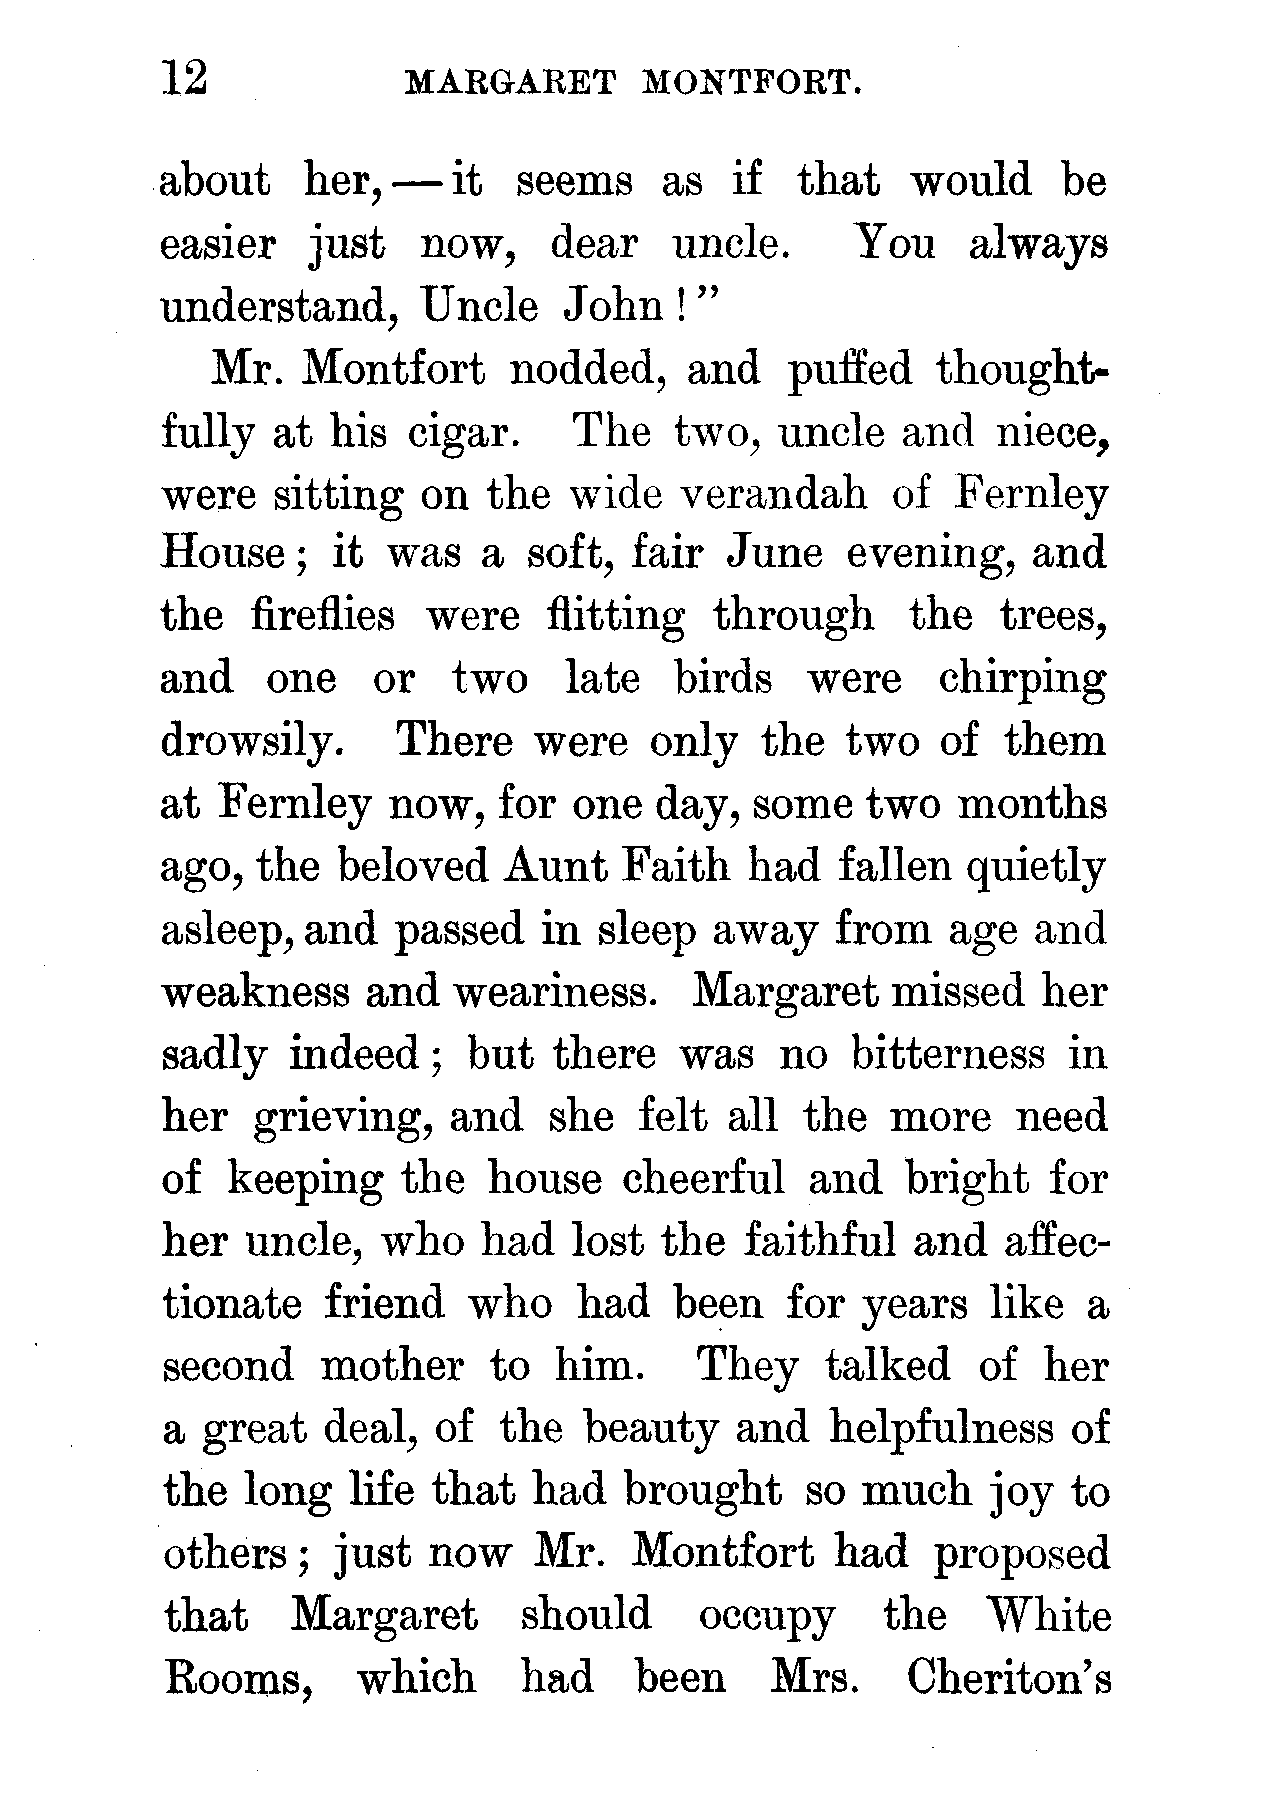 12 MARGARET MONTFORT.
about her, — it seems as if that would be
easier just now, dear uncle. You always
understand, Uncle John ! ”
Mr. Montfort nodded, and puffed thought-
fully at his cigar. The two, uncle and niece,
were sitting on the wide verandah of Fernley
House ; it was a soft, fair June evening, and
the fireflies were flitting through the trees,
and one or two late birds were chirping
drowsily. There were only the two of them
at Fernley now, for one day, some two months
ago, the beloved Aunt Faith had fallen quietly
asleep, and passed in sleep away from age and
weakness and weariness. Margaret missed her
sadly indeed ; but there was no bitterness in
her grieving, and she felt all the more need
of keeping the house cheerful and bright for
her uncle, who had lost the faithful and affec-
tionate friend who had been for years like a
second mother to him. They talked of her
a great deal, of the beauty and helpfulness of
the long life that had brought so much joy to
others ; just now Mr. Montfort had proposed
that Margaret should occupy the White
Rooms, which had been Mrs. Cheriton’s